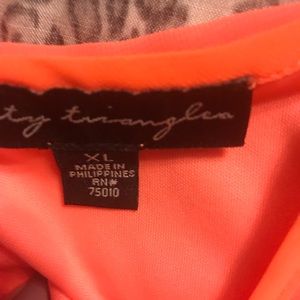 ty triangles
XL
MADE IN
PHILIPPINES
RN#
75010